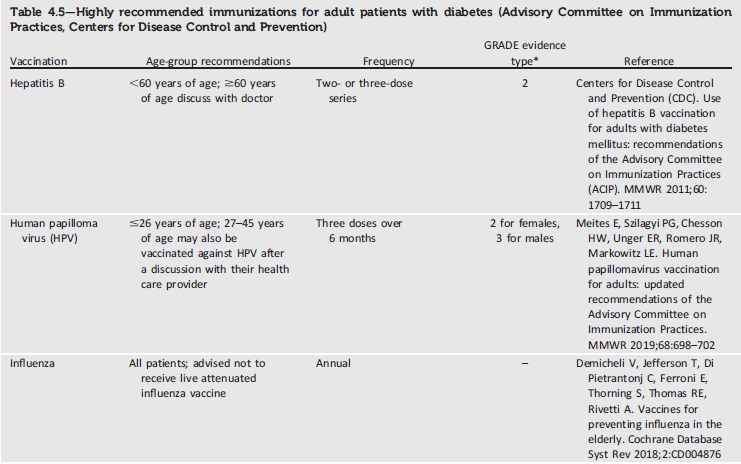 Table 4.5—Highly recommended immunizations for adult patients with diabetes (Advisory Committee on Immunization
Practices, Centers for Disease Control and Prevention)
GRADE evidence
Vaccination Age-group recommendations Frequency type* Reference
Hepatitis B <60 years of age; ≥60 years Two- or three-dose 2 Centers for Disease Control
of age discuss with doctor series and Prevention (CDC). Use
of hepatitis B vaccination
for adults with diabetes
mellitus: recommendations
of the Advisory Committee
on Immunization Practices
(ACIP). MMWR 2011;60:
1709–1711
Human papilloma ≤26 years of age; 27–45 years Three doses over 2 for females, Meites E, Szilagyi PG, Chesson
virus (HPV) of age may also be 6 months 3 for males HW, Unger ER, Romero JR,
vaccinated against HPV after Markowitz LE. Human
a discussion with their health papillomavirus vaccination
care provider for adults: updated
recommendations of the
Advisory Committee on
Immunization Practices.
MMWR 2019;68:698–702
Influenza All patients; advised not to Annual – Demicheli V, Jefferson T, Di
receive live attenuated Pietrantonj C, Ferroni E,
influenza vaccine Thorning S, Thomas RE,
Rivetti A. Vaccines for
preventing influenza in the
elderly. Cochrane Database
Syst Rev 2018;2:CD004876